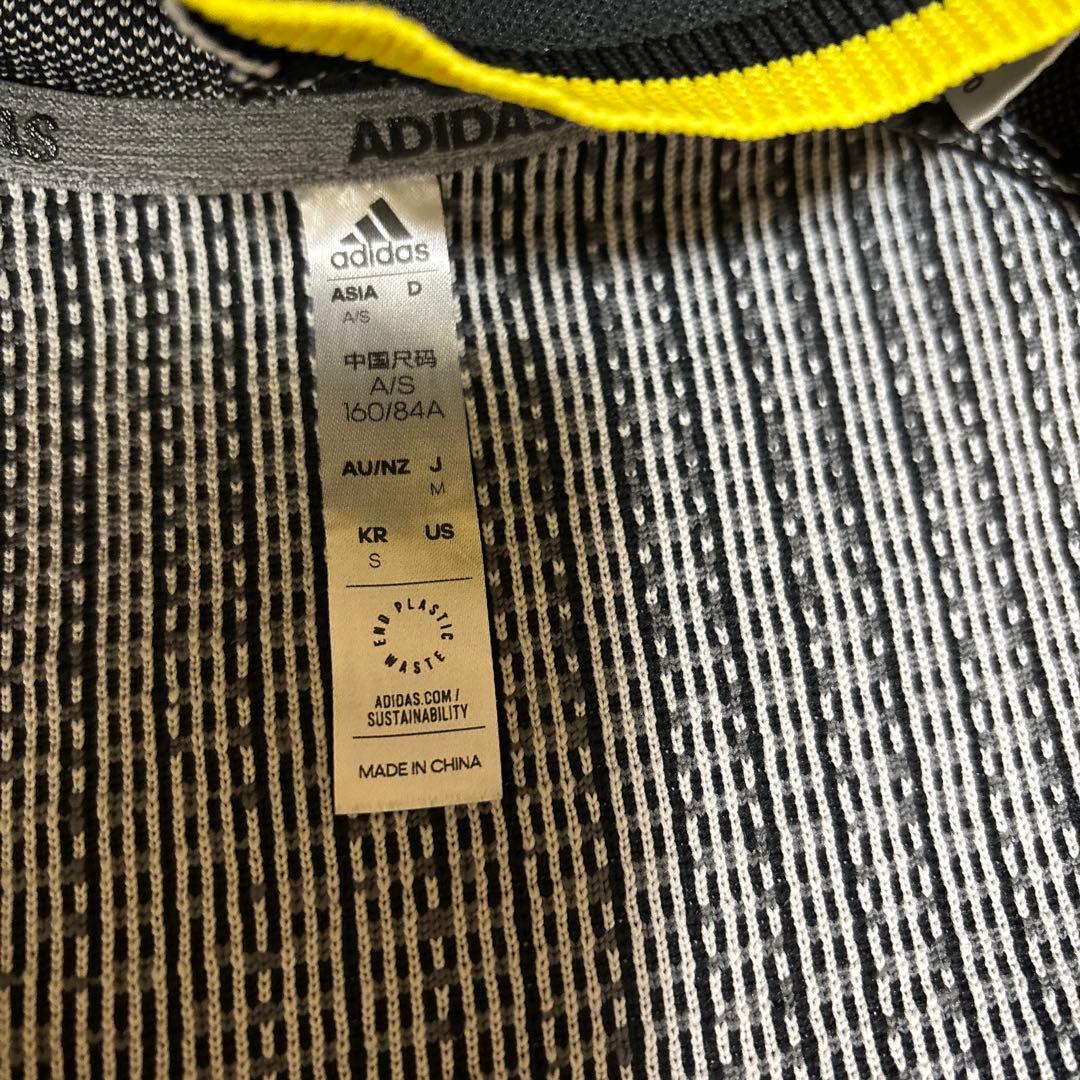 AS
ADIDAS
adidas
ASIA D
A/S
中国尺码
A/S
160/84A
AU/NZ J
M
KR US
S
END PLASTIC WASTE
ADIDAS.COM/
SUSTAINABILITY
MADE IN CHINA